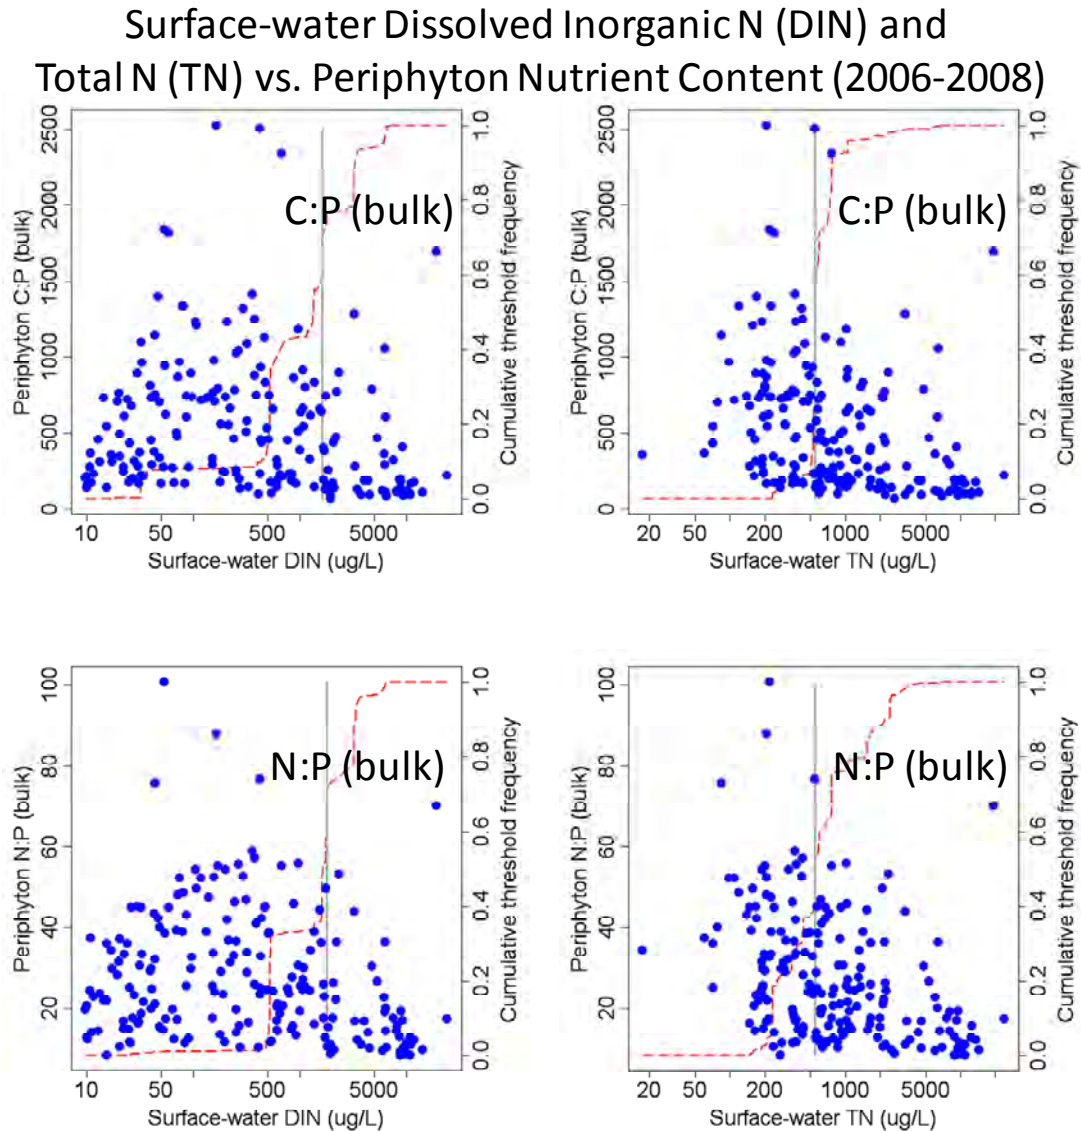 Surface-water Dissolved Inorganic N (DIN) and
Total N (TN) vs. Periphyton Nutrient Content (2006-2008)
Periphyton C:P (bulk)
0 500 1000 1500 2000 2500
C:P (bulk)
0.0 0.2 0.4 0.6 0.8 1.0
Cumulative threshold frequency
10 50 500 5000
Surface-water DIN (ug/L)
Periphyton C:P (bulk)
0 500 1000 1500 2000 2500
C:P (bulk)
0.0 0.2 0.4 0.6 0.8 1.0
Cumulative threshold frequency
20 50 200 1000 5000
Surface-water TN (ug/L)
Periphyton N:P (bulk)
20 40 60 80 100
N:P (bulk)
0.0 0.2 0.4 0.6 0.8 1.0
Cumulative threshold frequency
10 50 500 5000
Surface-water DIN (ug/L)
Periphyton N:P (bulk)
20 40 60 80 100
N:P (bulk)
0.0 0.2 0.4 0.6 0.8 1.0
Cumulative threshold frequency
20 50 200 1000 5000
Surface-water TN (ug/L)